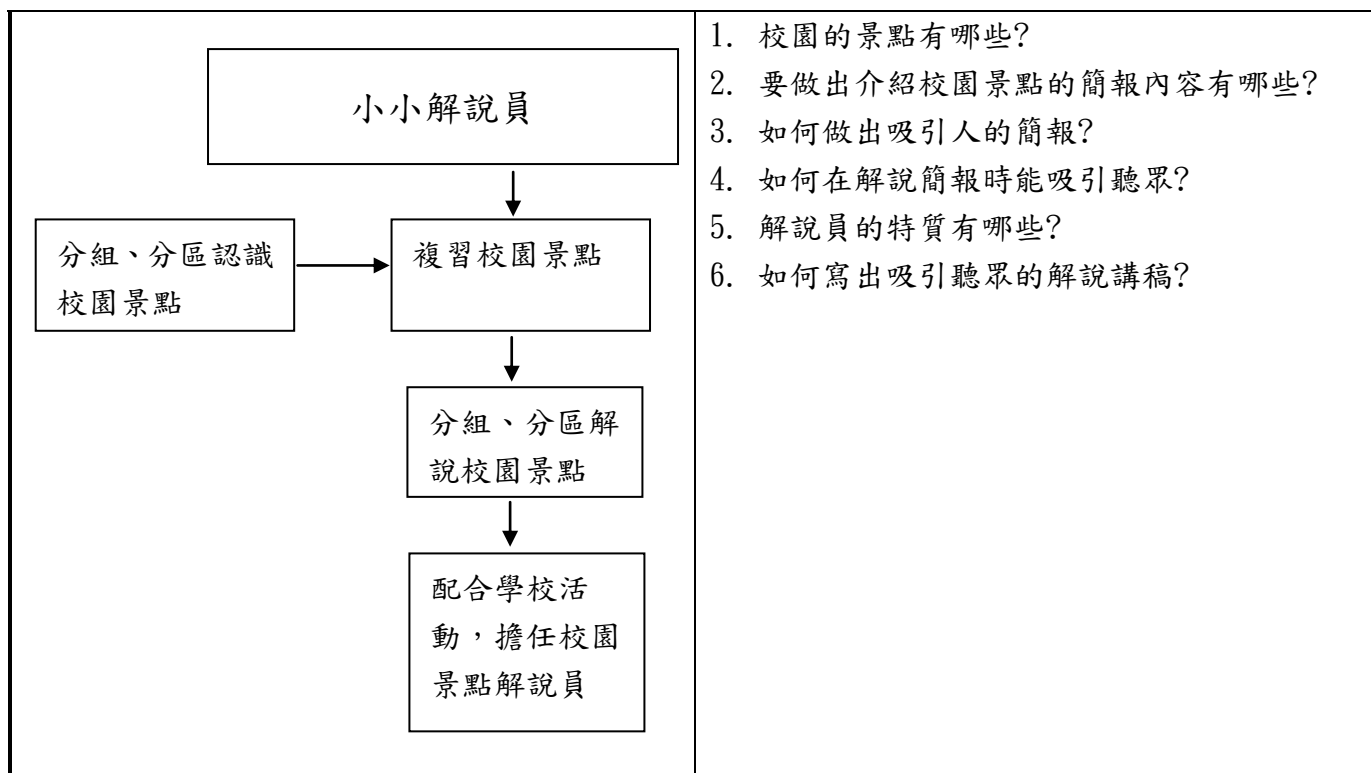 小小解說員
分組、分區認識
校園景點
複習校園景點
分組、分區解
說校園景點
配合學校活
動，擔任校園
景點解說員
1. 校園的景點有哪些?
2. 要做出介紹校園景點的簡報內容有哪些?
3. 如何做出吸引人的簡報?
4. 如何在解說簡報時能吸引聽眾?
5. 解說員的特質有哪些?
6. 如何寫出吸引聽眾的解說講稿?